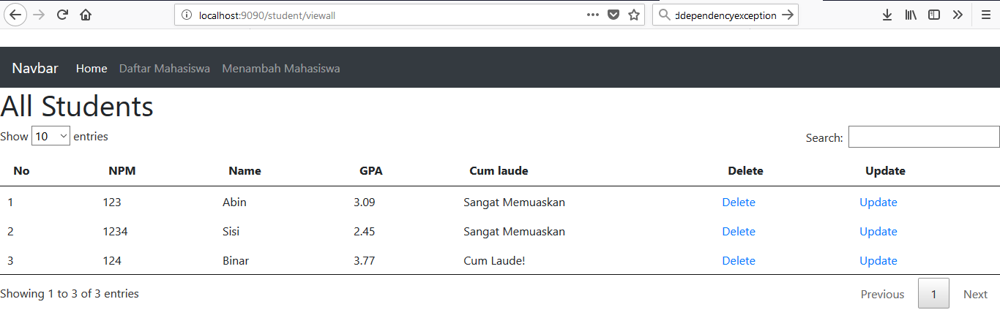 localhost:9090/student/viewall
ddependencyexception
Navbar Home Daftar Mahasiswa Menambah Mahasiswa
All Students
Show 10 entries Search:
No NPM Name GPA Cum laude Delete Update
1 123 Abin 3.09 Sangat Memuaskan Delete Update
2 1234 Sisi 2.45 Sangat Memuaskan Delete Update
3 124 Binar 3.77 Cum Laude! Delete Update
Showing 1 to 3 of 3 entries Previous 1 Next